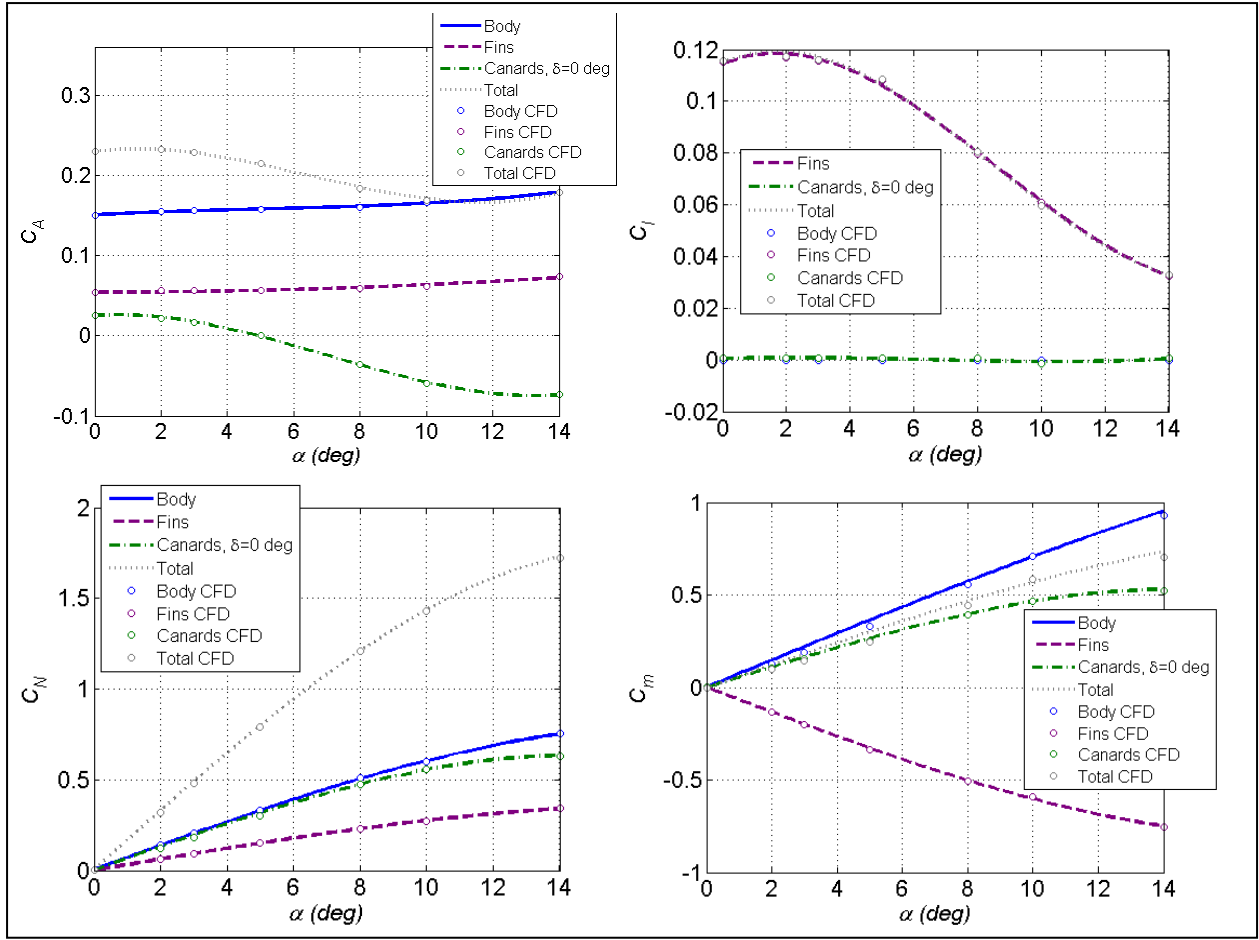 Body
Fins
Canards, δ=0 deg
Total
Body CFD
Fins CFD
Canards CFD
Total CFD
0.3
0.2
0.1
0
-0.1
C_A
0 2 4 6 8 10 12 14
α (deg)
0.12
0.1
0.08
0.06
0.04
0.02
0
-0.02
C_l
Fins
Canards, δ=0 deg
Total
Body CFD
Fins CFD
Canards CFD
Total CFD
0 2 4 6 8 10 12 14
α (deg)
Body
Fins
Canards, δ=0 deg
Total
Body CFD
Fins CFD
Canards CFD
Total CFD
2
1.5
1
0.5
0
C_N
0 2 4 6 8 10 12 14
α (deg)
1
0.5
0
-0.5
-1
C_m
Body
Fins
Canards, δ=0 deg
Total
Body CFD
Fins CFD
Canards CFD
Total CFD
0 2 4 6 8 10 12 14
α (deg)